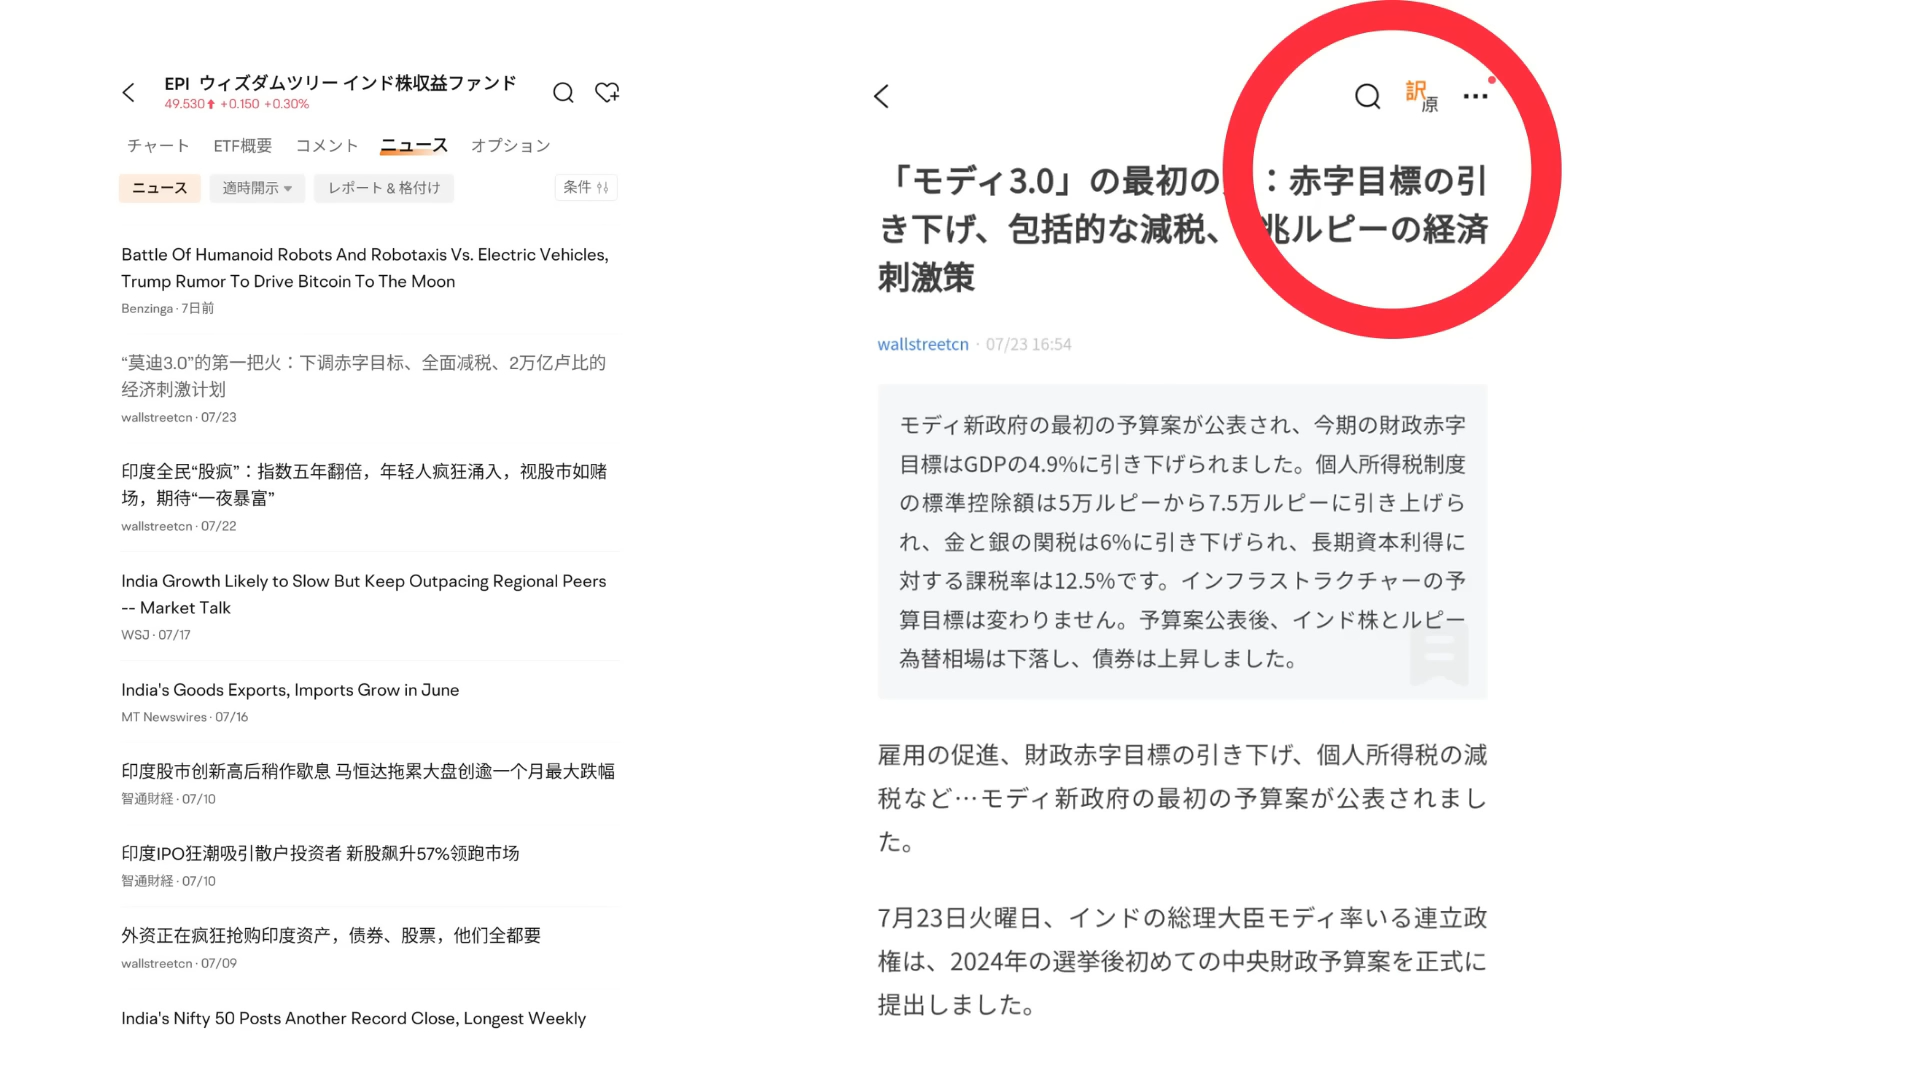 EPI ウィズダムツリー インド株収益ファンド
49.530 +0.150 +0.30%
チャート ETF概要 コメント ニュース オプション
ニュース 適時開示 レポート & 格付け 条件
Battle Of Humanoid Robots And Robotaxis Vs. Electric Vehicles,
Trump Rumor To Drive Bitcoin To The Moon
Benzinga · 7日前
“莫迪3.0”的第一把火：下调赤字目标、全面减税、2万亿卢比的
经济刺激计划
wallstreetcn · 07/23
印度全民“股疯”：指数五年翻倍，年轻人疯狂涌入，视股市如赌
场，期待“一夜暴富”
wallstreetcn · 07/22
India Growth Likely to Slow But Keep Outpacing Regional Peers
-- Market Talk
WSJ · 07/17
India's Goods Exports, Imports Grow in June
MT Newswires · 07/16
印度股市创新高后稍作歇息 马恒达拖累大盘创逾一个月最大跌幅
智通財経 · 07/10
印度IPO狂潮吸引散户投资者 新股飙升57%领跑市场
智通財経 · 07/10
外资正在疯狂抢购印度资产，债券、股票，他们全都要
wallstreetcn · 07/09
India's Nifty 50 Posts Another Record Close, Longest Weekly
訳 原
「モディ3.0」の最初の：赤字目標の引
き下げ、包括的な減税、兆ルピーの経済
刺激策
wallstreetcn · 07/23 16:54
モディ新政府の最初の予算案が公表され、今期の財政赤字
目標はGDPの4.9%に引き下げられました。個人所得税制度
の標準控除額は5万ルピーから7.5万ルピーに引き上げら
れ、金と銀の関税は6%に引き下げられ、長期資本利得に
対する課税率は12.5%です。インフラストラクチャーの予
算目標は変わりません。予算案公表後、インド株とルピー
為替相場は下落し、債券は上昇しました。
雇用の促進、財政赤字目標の引き下げ、個人所得税の減
税など…モディ新政府の最初の予算案が公表されまし
た。
7月23日火曜日、インドの総理大臣モディ率いる連立政
権は、2024年の選挙後初めての中央財政予算案を正式に
提出しました。